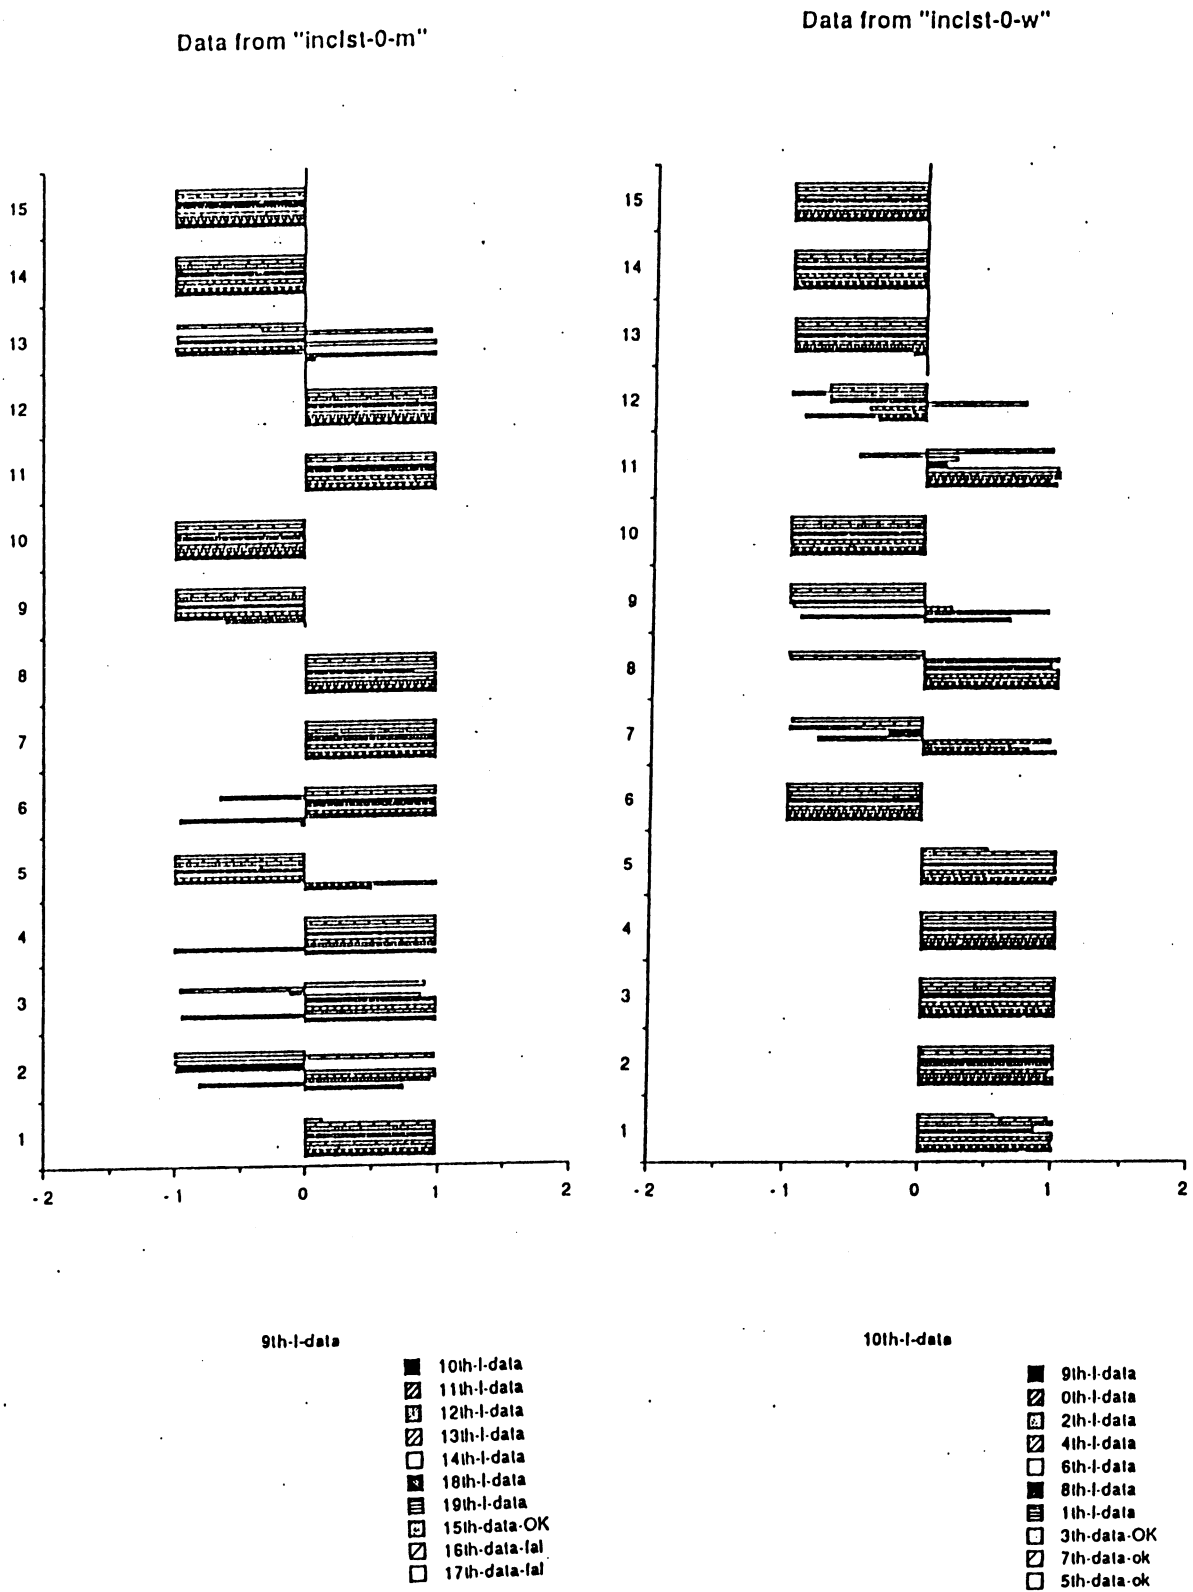 Data from "inclst-0-m"
15
14
13
12
11
10
9
8
7
6
5
4
3
2
1
-2
-1
0
1
2
9th-l-data
10th-l-data
11th-l-data
12th-l-data
13th-l-data
14th-l-data
18th-l-data
19th-l-data
15th-data-OK
16th-data-fal
17th-data-fal
Data from "inclst-0-w"
15
14
13
12
11
10
9
8
7
6
5
4
3
2
1
-2
-1
0
1
2
10th-l-data
9th-l-data
0th-l-data
2th-l-data
4th-l-data
6th-l-data
8th-l-data
1th-l-data
3th-data-OK
7th-data-ok
5th-data-ok